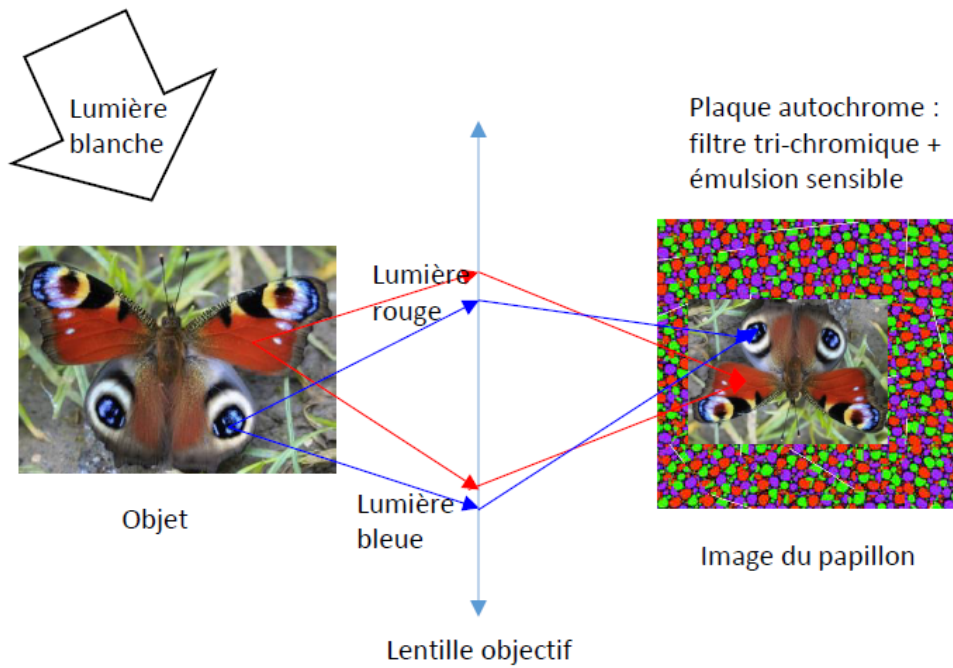 Lumière
blanche
Plaque autochrome :
filtre tri-chromique +
émulsion sensible
Lumière
rouge
Lumière
bleue
Objet
Image du papillon
Lentille objectif